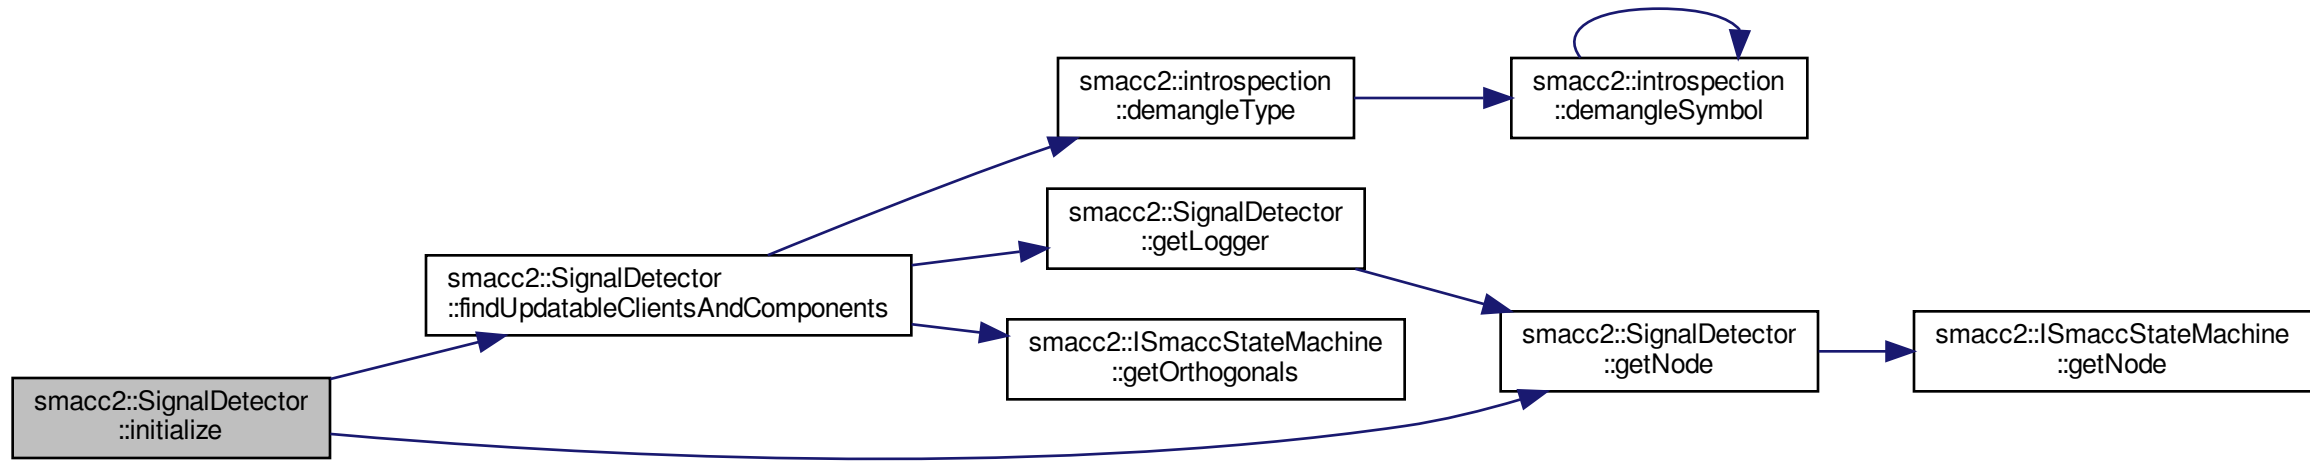 smacc2::introspection
::demangleType
smacc2::introspection
::demangleSymbol
smacc2::SignalDetector
::getLogger
smacc2::SignalDetector
::findUpdatableClientsAndComponents
smacc2::ISmaccStateMachine
::getOrthogonals
smacc2::SignalDetector
::getNode
smacc2::ISmaccStateMachine
::getNode
smacc2::SignalDetector
::initialize